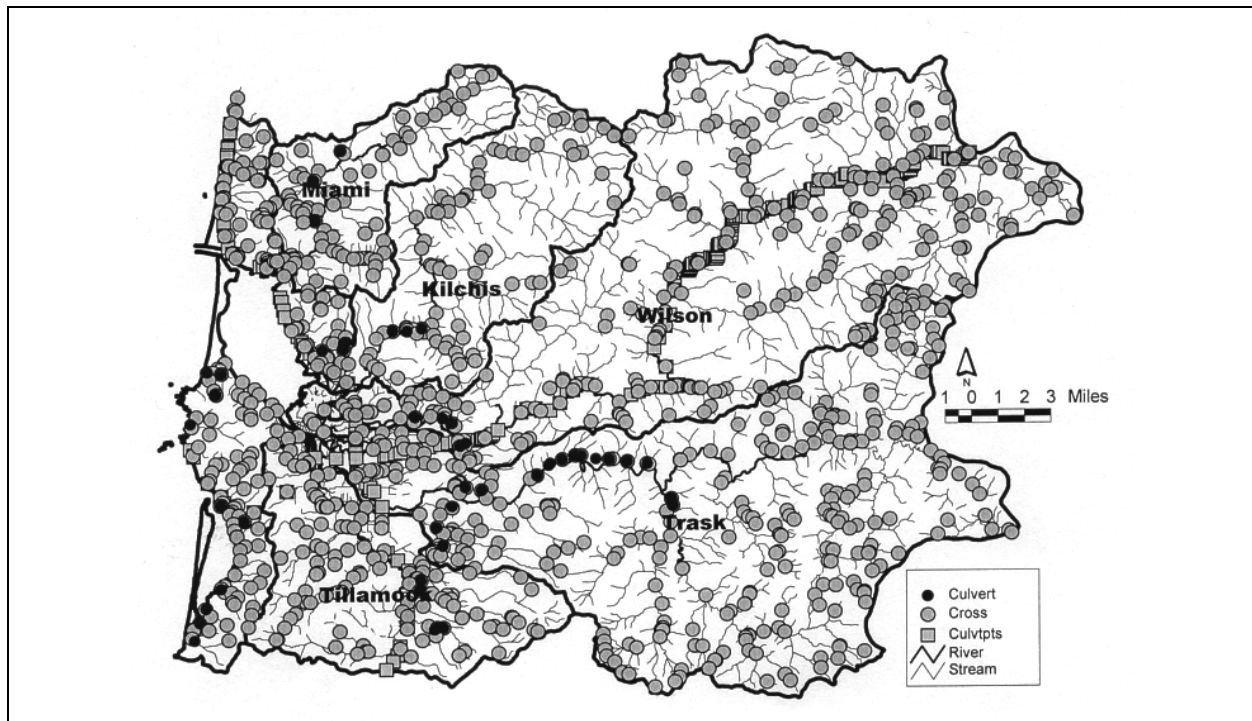 Miami
Kilchis
Wilson
N
1 0 1 2 3 Miles
Trask
Tillamook
Culvert
Cross
Culvtpts
River
Stream